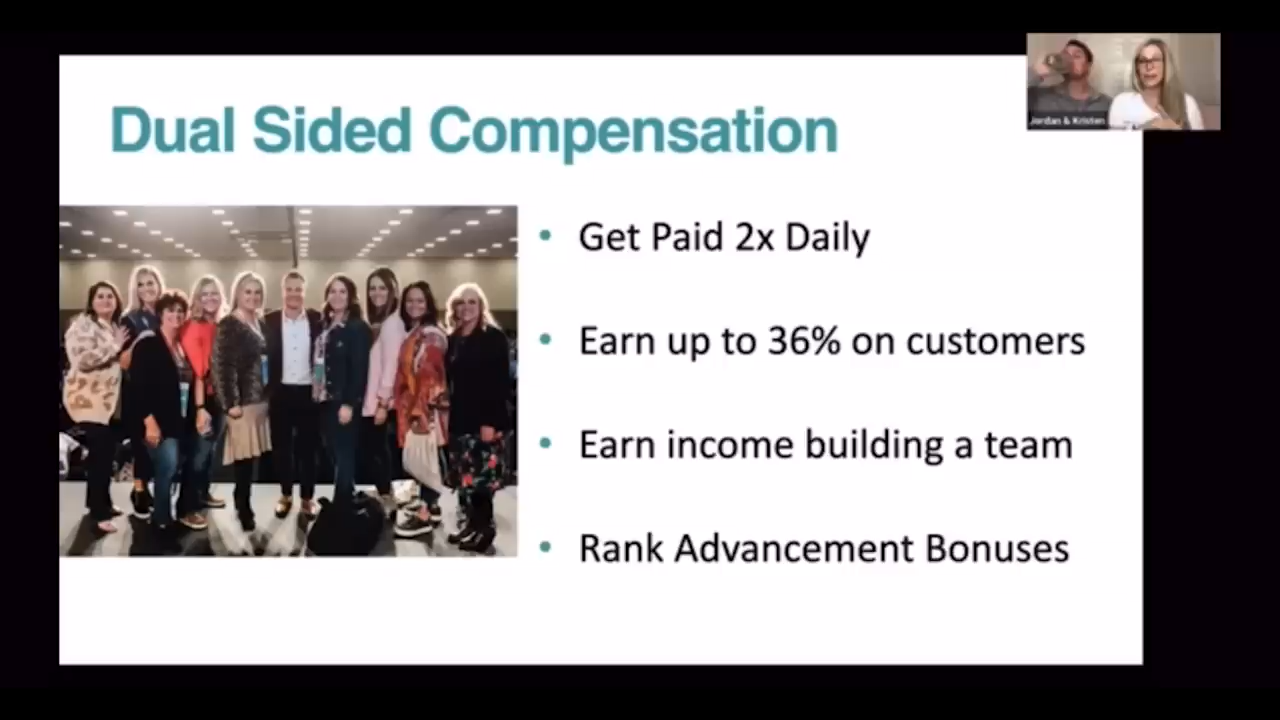 Dual Sided Compensation
Jordan & Kristen
Get Paid 2x Daily
Earn up to 36% on customers
Earn income building a team
Rank Advancement Bonuses